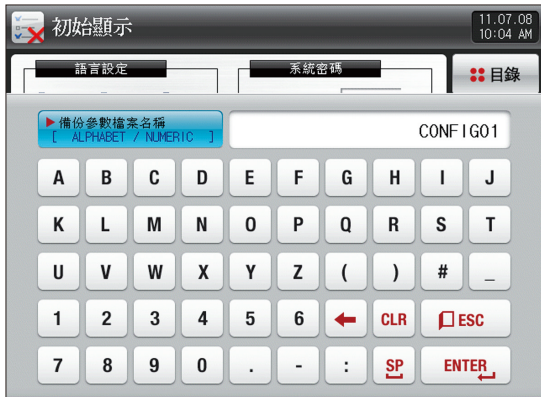 初始顯示
11.07.08
10:04 AM
語言設定
系統密碼
目錄
備份參數檔案名稱
[ ALPHABET / NUMERIC ]
CONFIG01
A B C D E F G H I J
K L M N O P Q R S T
U V W X Y Z ( ) # _
1 2 3 4 5 6 ← CLR ESC
7 8 9 0 . - : SP ENTER